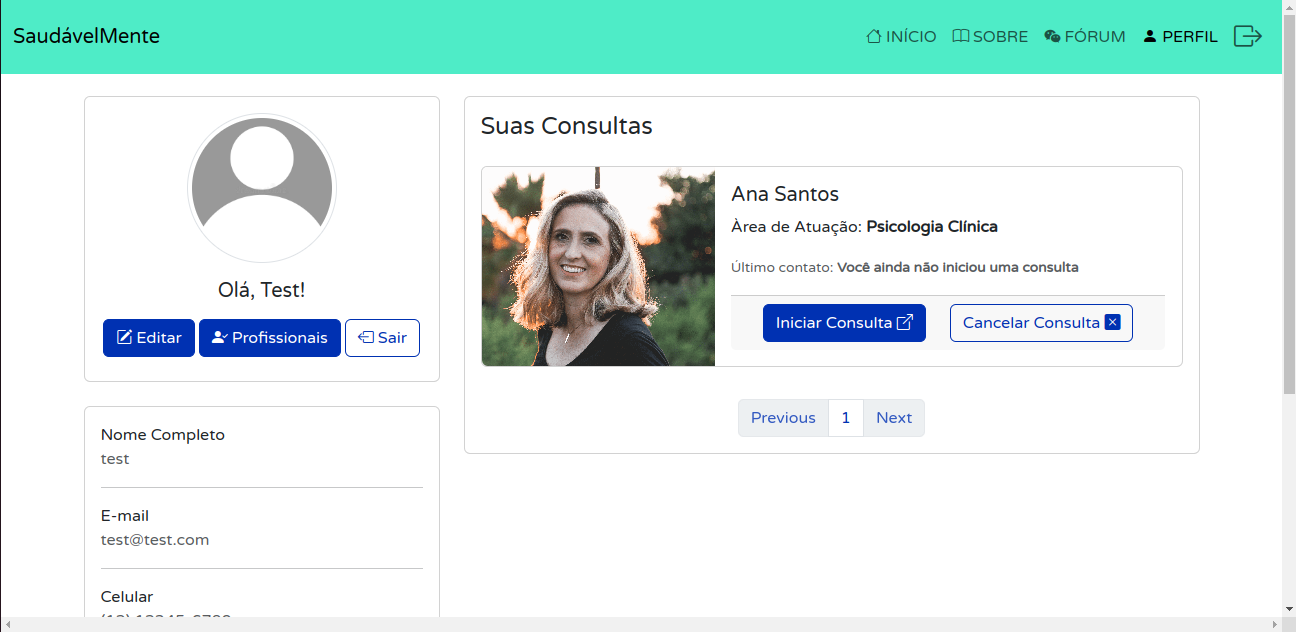 SaudávelMente
INÍCIO SOBRE FÓRUM PERFIL
Olá, Test!
Editar Profissionais Sair
Nome Completo
test
E-mail
test@test.com
Celular
Suas Consultas
Ana Santos
Àrea de Atuação: Psicologia Clínica
Último contato: Você ainda não iniciou uma consulta
Iniciar Consulta Cancelar Consulta
Previous 1 Next